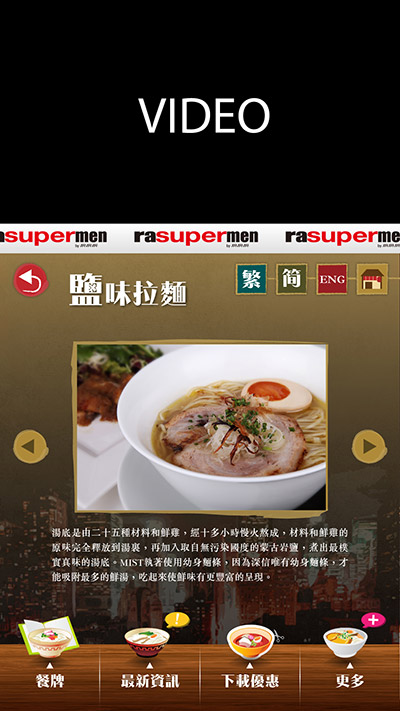 VIDEO
asupermen rasupermen rasuperme
鹽味拉麵 繁 简 ENG
湯底是由二十五種材料和鮮雞，經十多小時慢火熬成，材料和鮮雞的
原味完全釋放到湯裏，再加入取自無污染國度的蒙古岩鹽，煮出最樸
實真味的湯底。MIST執著使用幼身麵條，因為深信唯有幼身麵條，才
能吸附最多的鮮湯，吃起來使鮮味有更豐富的呈現。
餐牌 最新資訊 下載優惠 更多